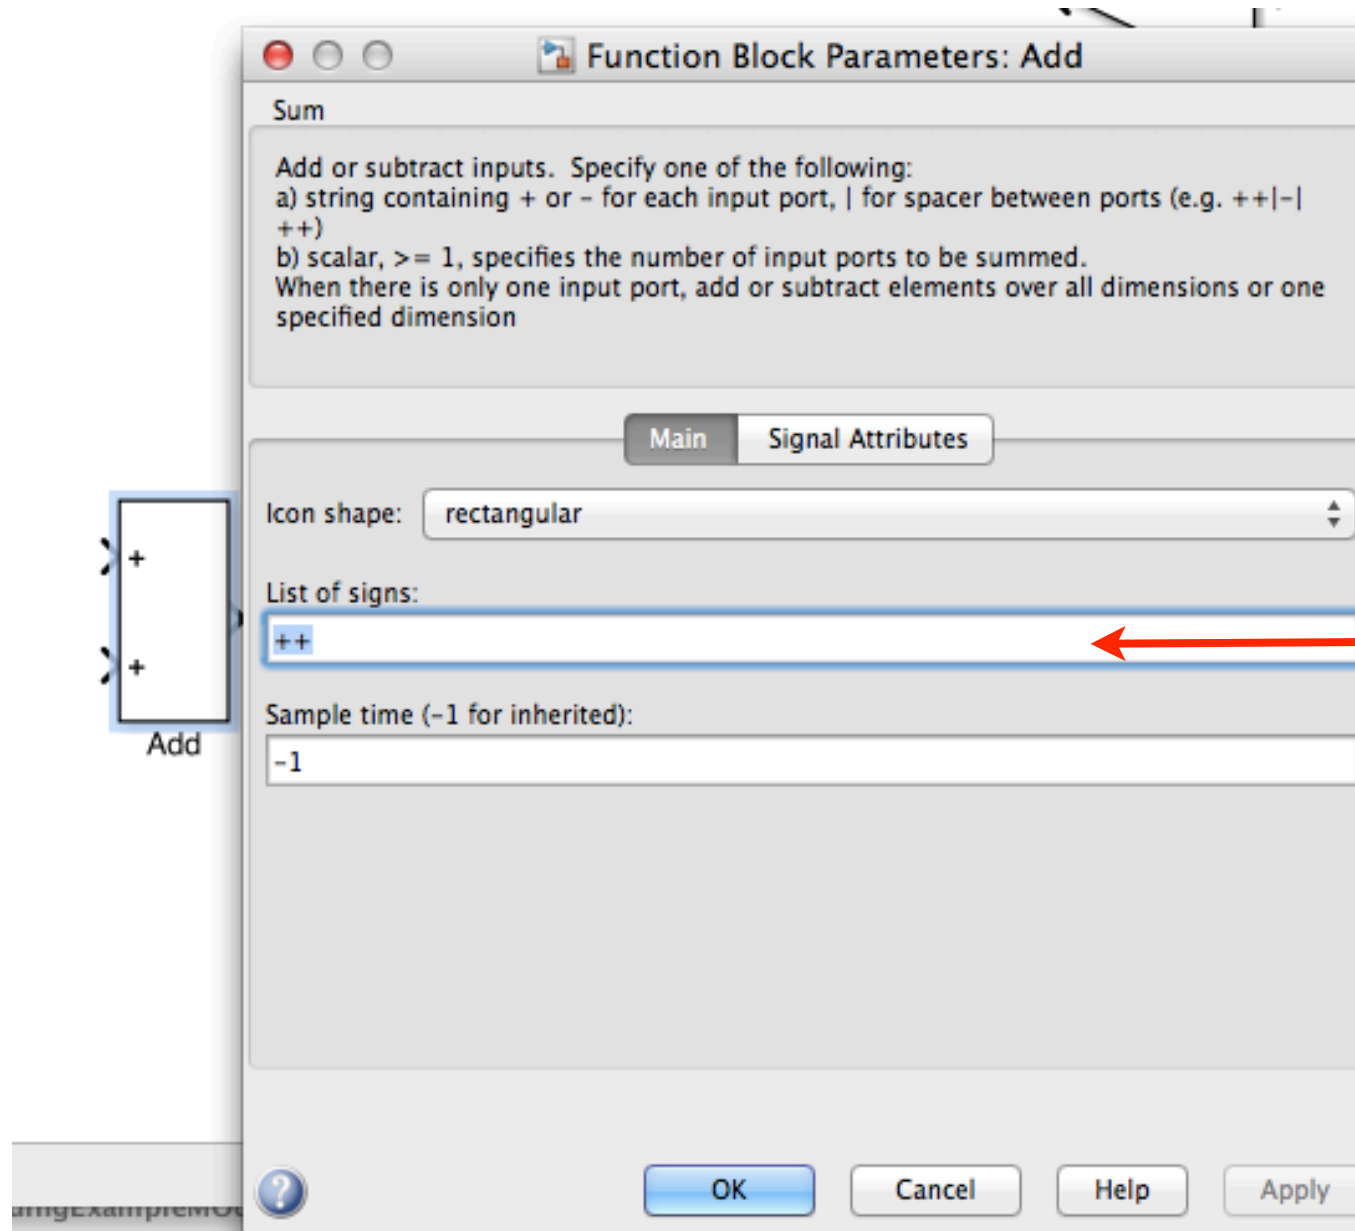 Function Block Parameters: Add
Sum
Add or subtract inputs.  Specify one of the following:
a) string containing + or – for each input port, | for spacer between ports (e.g. ++|–|
++)
b) scalar, >= 1, specifies the number of input ports to be summed.
When there is only one input port, add or subtract elements over all dimensions or one
specified dimension
Main
Signal Attributes
Icon shape:
rectangular
+
List of signs:
++
+
Sample time (–1 for inherited):
Add
–1
?
OK
Cancel
Help
Apply